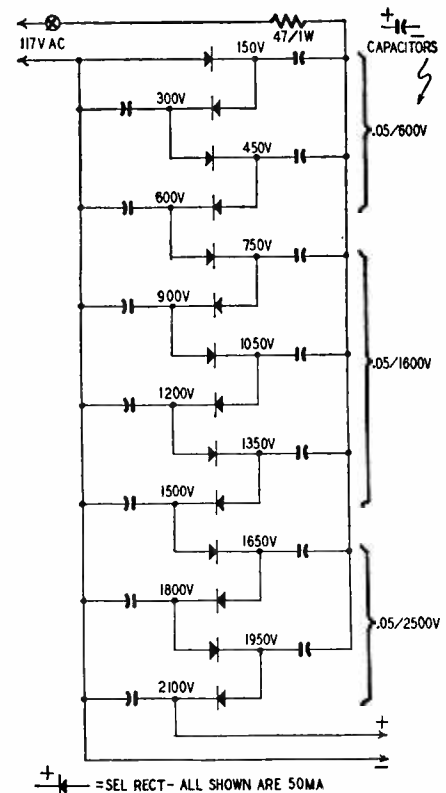 47/1W
117V AC
+ -
CAPACITORS
150V
300V
.05/600V
450V
600V
750V
900V
1050V
.05/1600V
1200V
1350V
1500V
1650V
1800V
.05/2500V
1950V
2100V
+
-
+ = SEL RECT- ALL SHOWN ARE 50MA